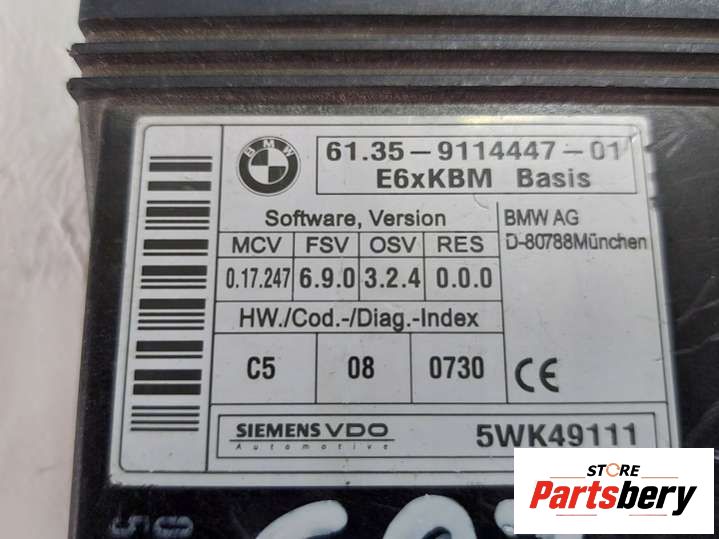 BMW
61.35-9114447-01
E6xKBM Basis
Software, Version
MCV FSV OSV RES
0.17.247 6.9.0 3.2.4 0.0.0
HW./Cod.-/Diag.-Index
C5 08 0730
BMW AG
D-80788München
CE
SIEMENS VDO
Automotive
5WK49111
STORE
Partsbery